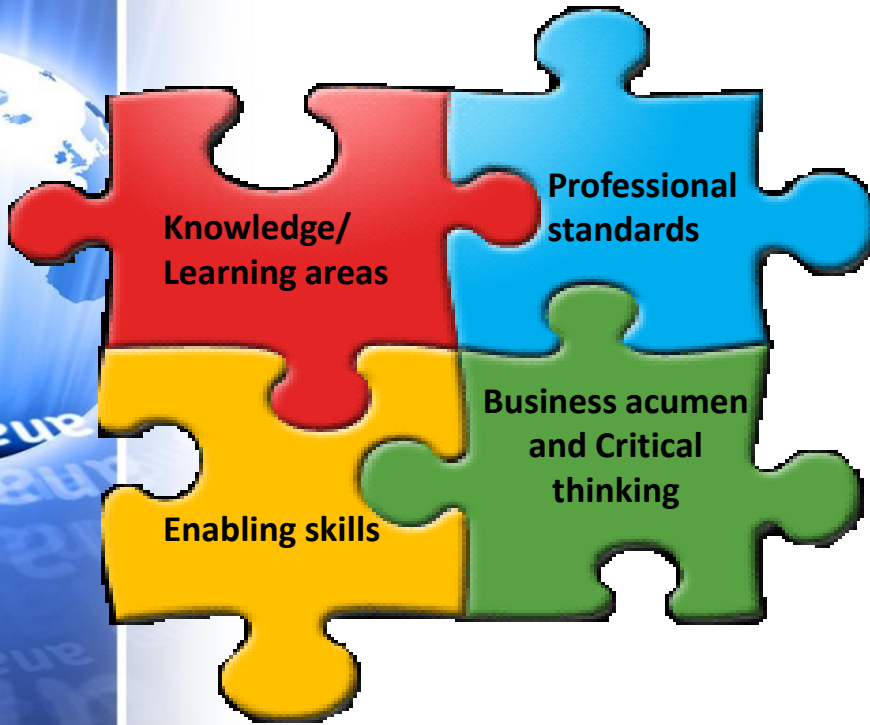 Knowledge/
Learning areas
Professional
standards
Business acumen
and Critical
thinking
Enabling skills